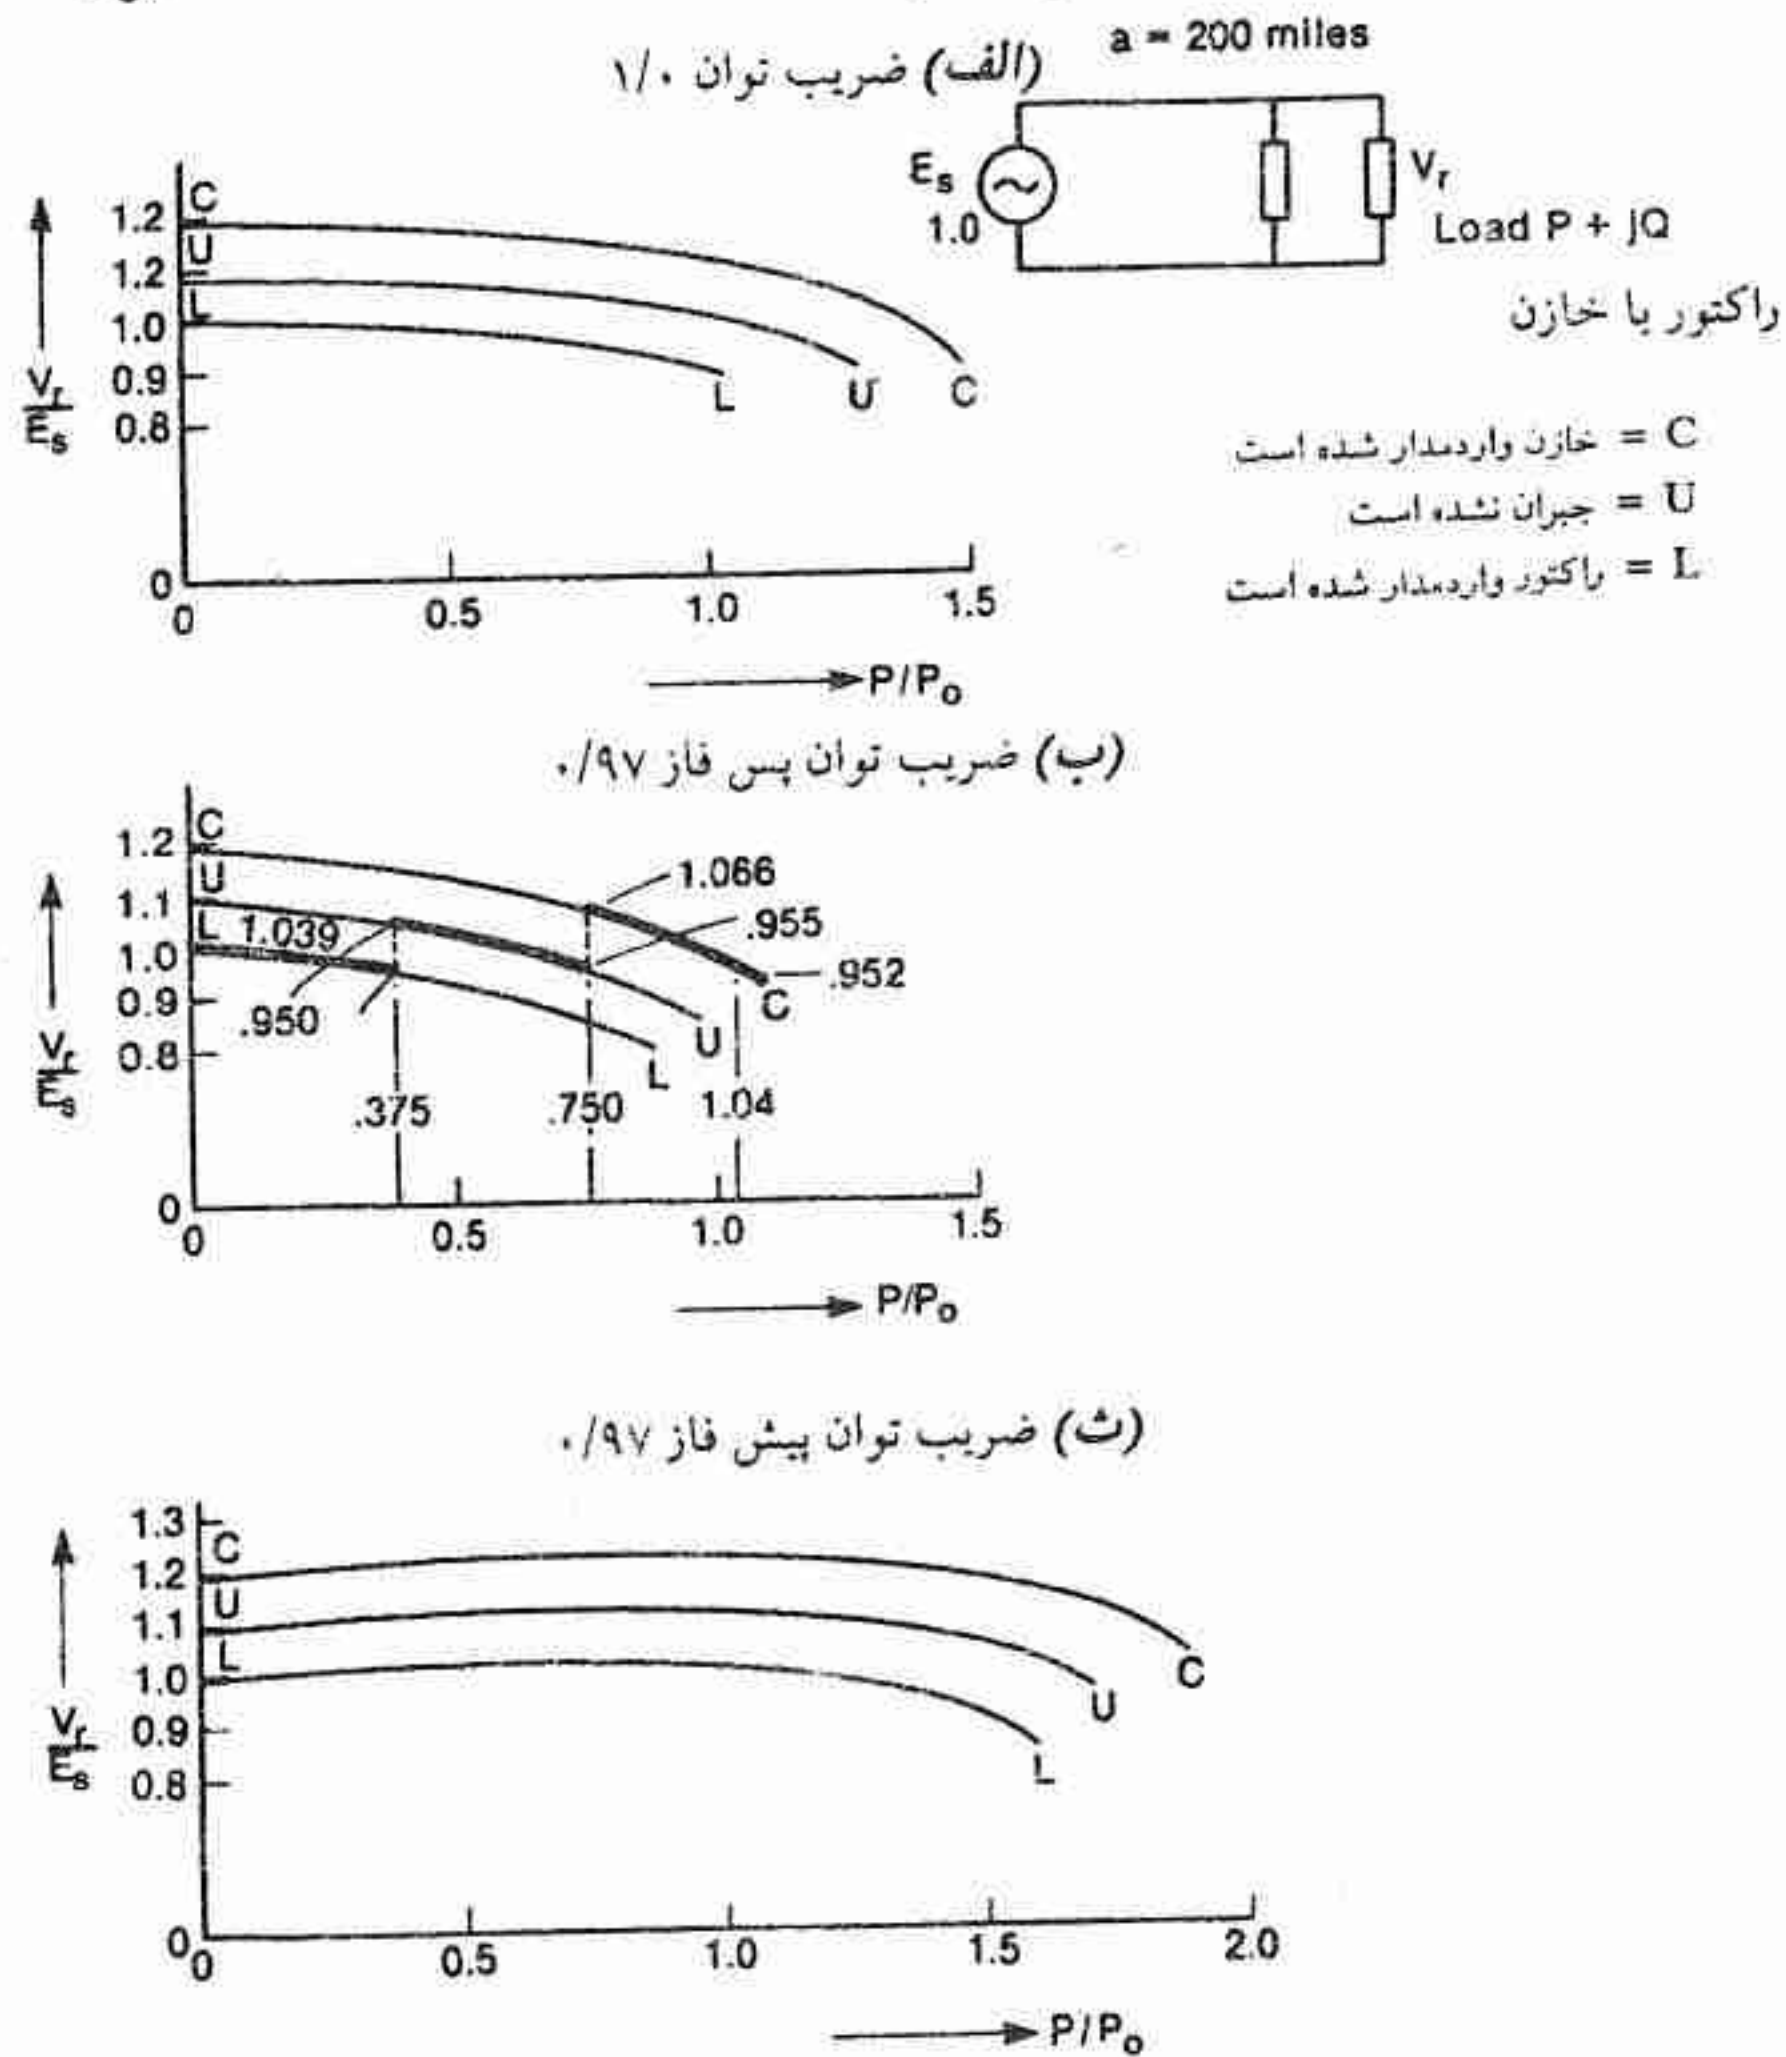 (الف) ضریب توان ۱/۰
a = 200 miles
Es
1.0
Vr
Load P + jQ
راکتور یا خازن
C = خازن واردمدار شده است
U = جبران نشده است
L = راکتور واردمدار شده است
Vr
Es
1.2
1.2
1.0
0.9
0.8
0
C
U
L
L
U
C
0
0.5
1.0
1.5
P/Po
(ب) ضریب توان پس فاز ۰/۹۷
Vr
Es
1.2
1.1
1.0
0.9
0.8
0
C
U
L
1.039
.950
1.066
.955
.952
C
U
L
.375
.750
1.04
0
0.5
1.0
1.5
P/Po
(ث) ضریب توان پیش فاز ۰/۹۷
Vr
Es
1.3
1.2
1.1
1.0
0.9
0.8
0
C
U
L
C
U
L
0
0.5
1.0
1.5
2.0
P/Po